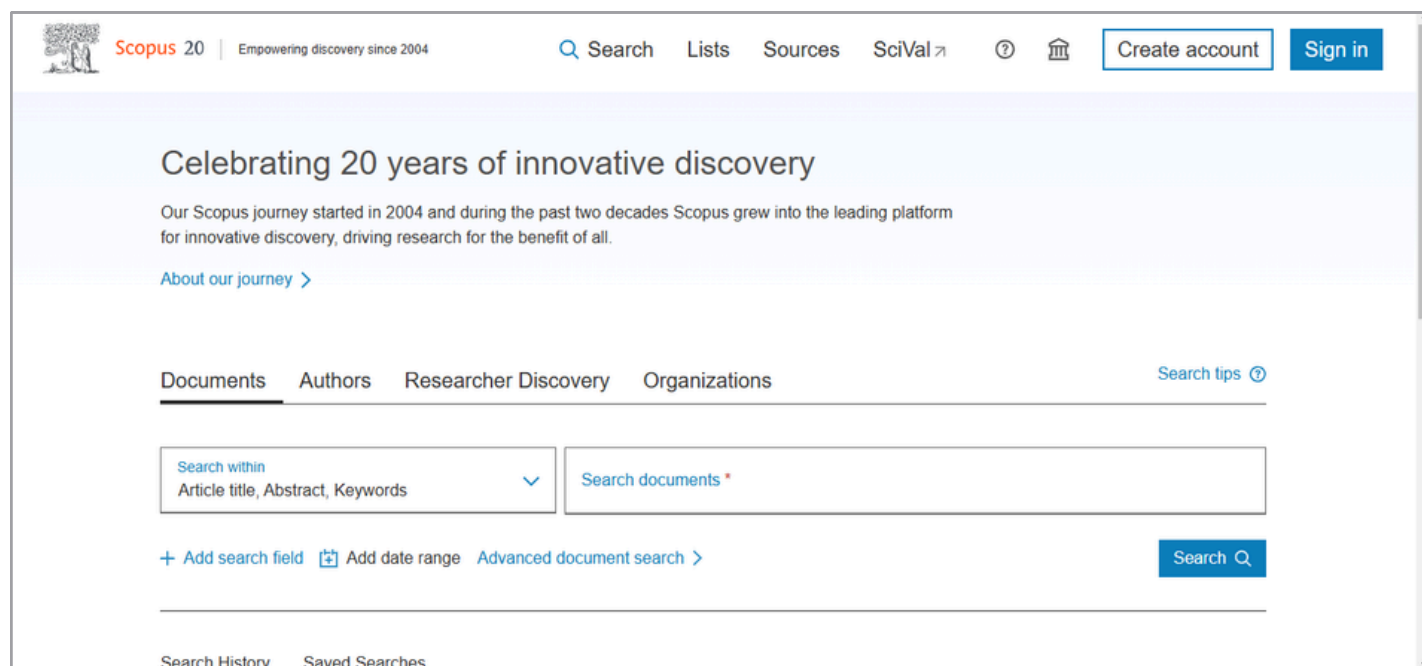 Scopus 20 Empowering discovery since 2004 Search Lists Sources SciVal Create account Sign in
Celebrating 20 years of innovative discovery
Our Scopus journey started in 2004 and during the past two decades Scopus grew into the leading platform
for innovative discovery, driving research for the benefit of all.
About our journey
Documents Authors Researcher Discovery Organizations Search tips
Search within
Article title, Abstract, Keywords
Search documents *
Add search field Add date range Advanced document search Search
Search History Saved Searches